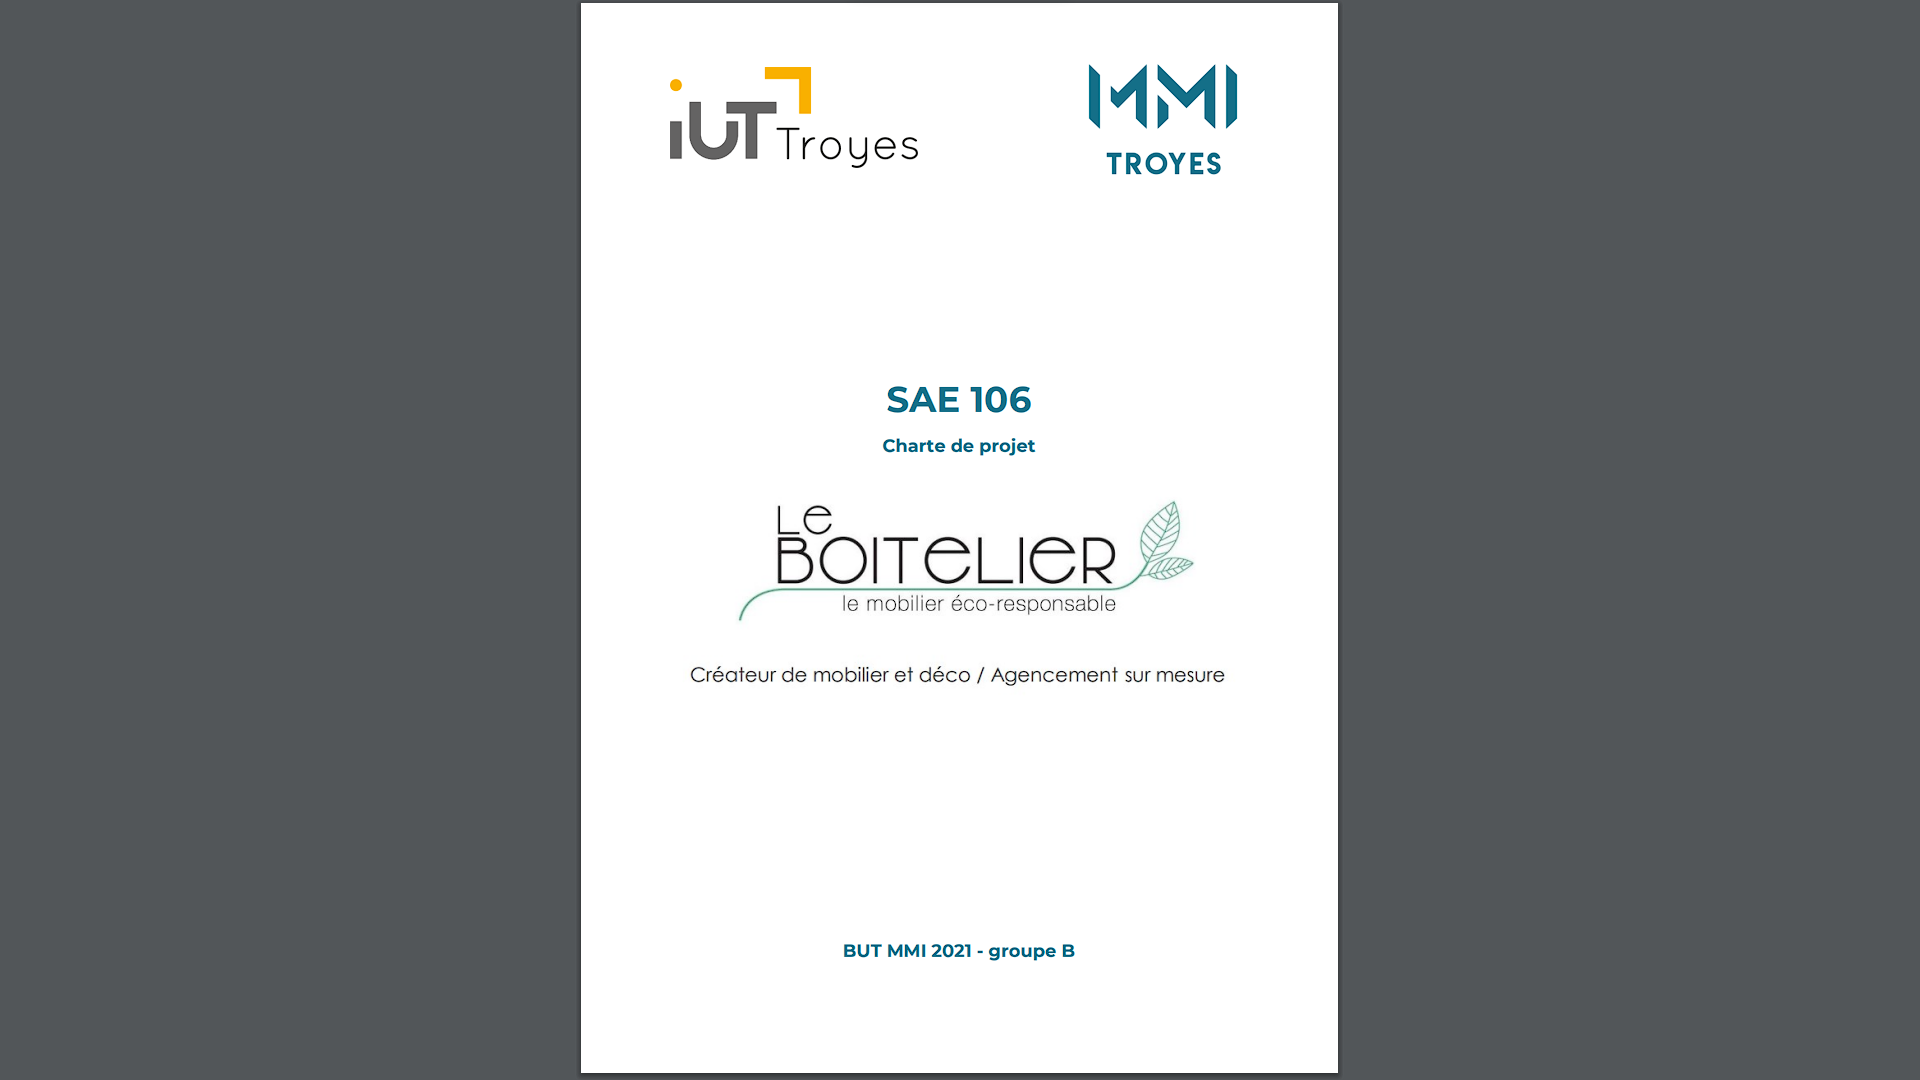 iUT Troyes
MMI
TROYES
SAE 106
Charte de projet
Le
BOITeLIeR
le mobilier éco-responsable
Créateur de mobilier et déco / Agencement sur mesure
BUT MMI 2021 - groupe B